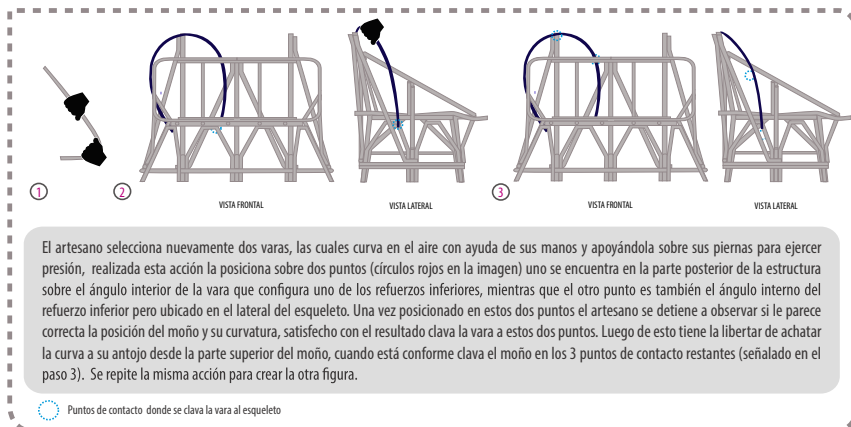 1
2
VISTA FRONTAL
VISTA LATERAL
3
VISTA FRONTAL
VISTA LATERAL
El artesano selecciona nuevamente dos varas, las cuales curva en el aire con ayuda de sus manos y apoyándola sobre sus piernas para ejercer
presión, realizada esta acción la posiciona sobre dos puntos (círculos rojos en la imagen) uno se encuentra en la parte posterior de la estructura
sobre el ángulo interior de la vara que configura uno de los refuerzos inferiores, mientras que el otro punto es también el ángulo interno del
refuerzo inferior pero ubicado en el lateral del esqueleto. Una vez posicionado en estos dos puntos el artesano se detiene a observar si le parece
correcta la posición del moño y su curvatura, satisfecho con el resultado clava la vara a estos dos puntos. Luego de esto tiene la libertad de achatar
la curva a su antojo desde la parte superior del moño, cuando está conforme clava el moño en los 3 puntos de contacto restantes (señalado en el
paso 3). Se repite la misma acción para crear la otra figura.
Puntos de contacto donde se clava la vara al esqueleto